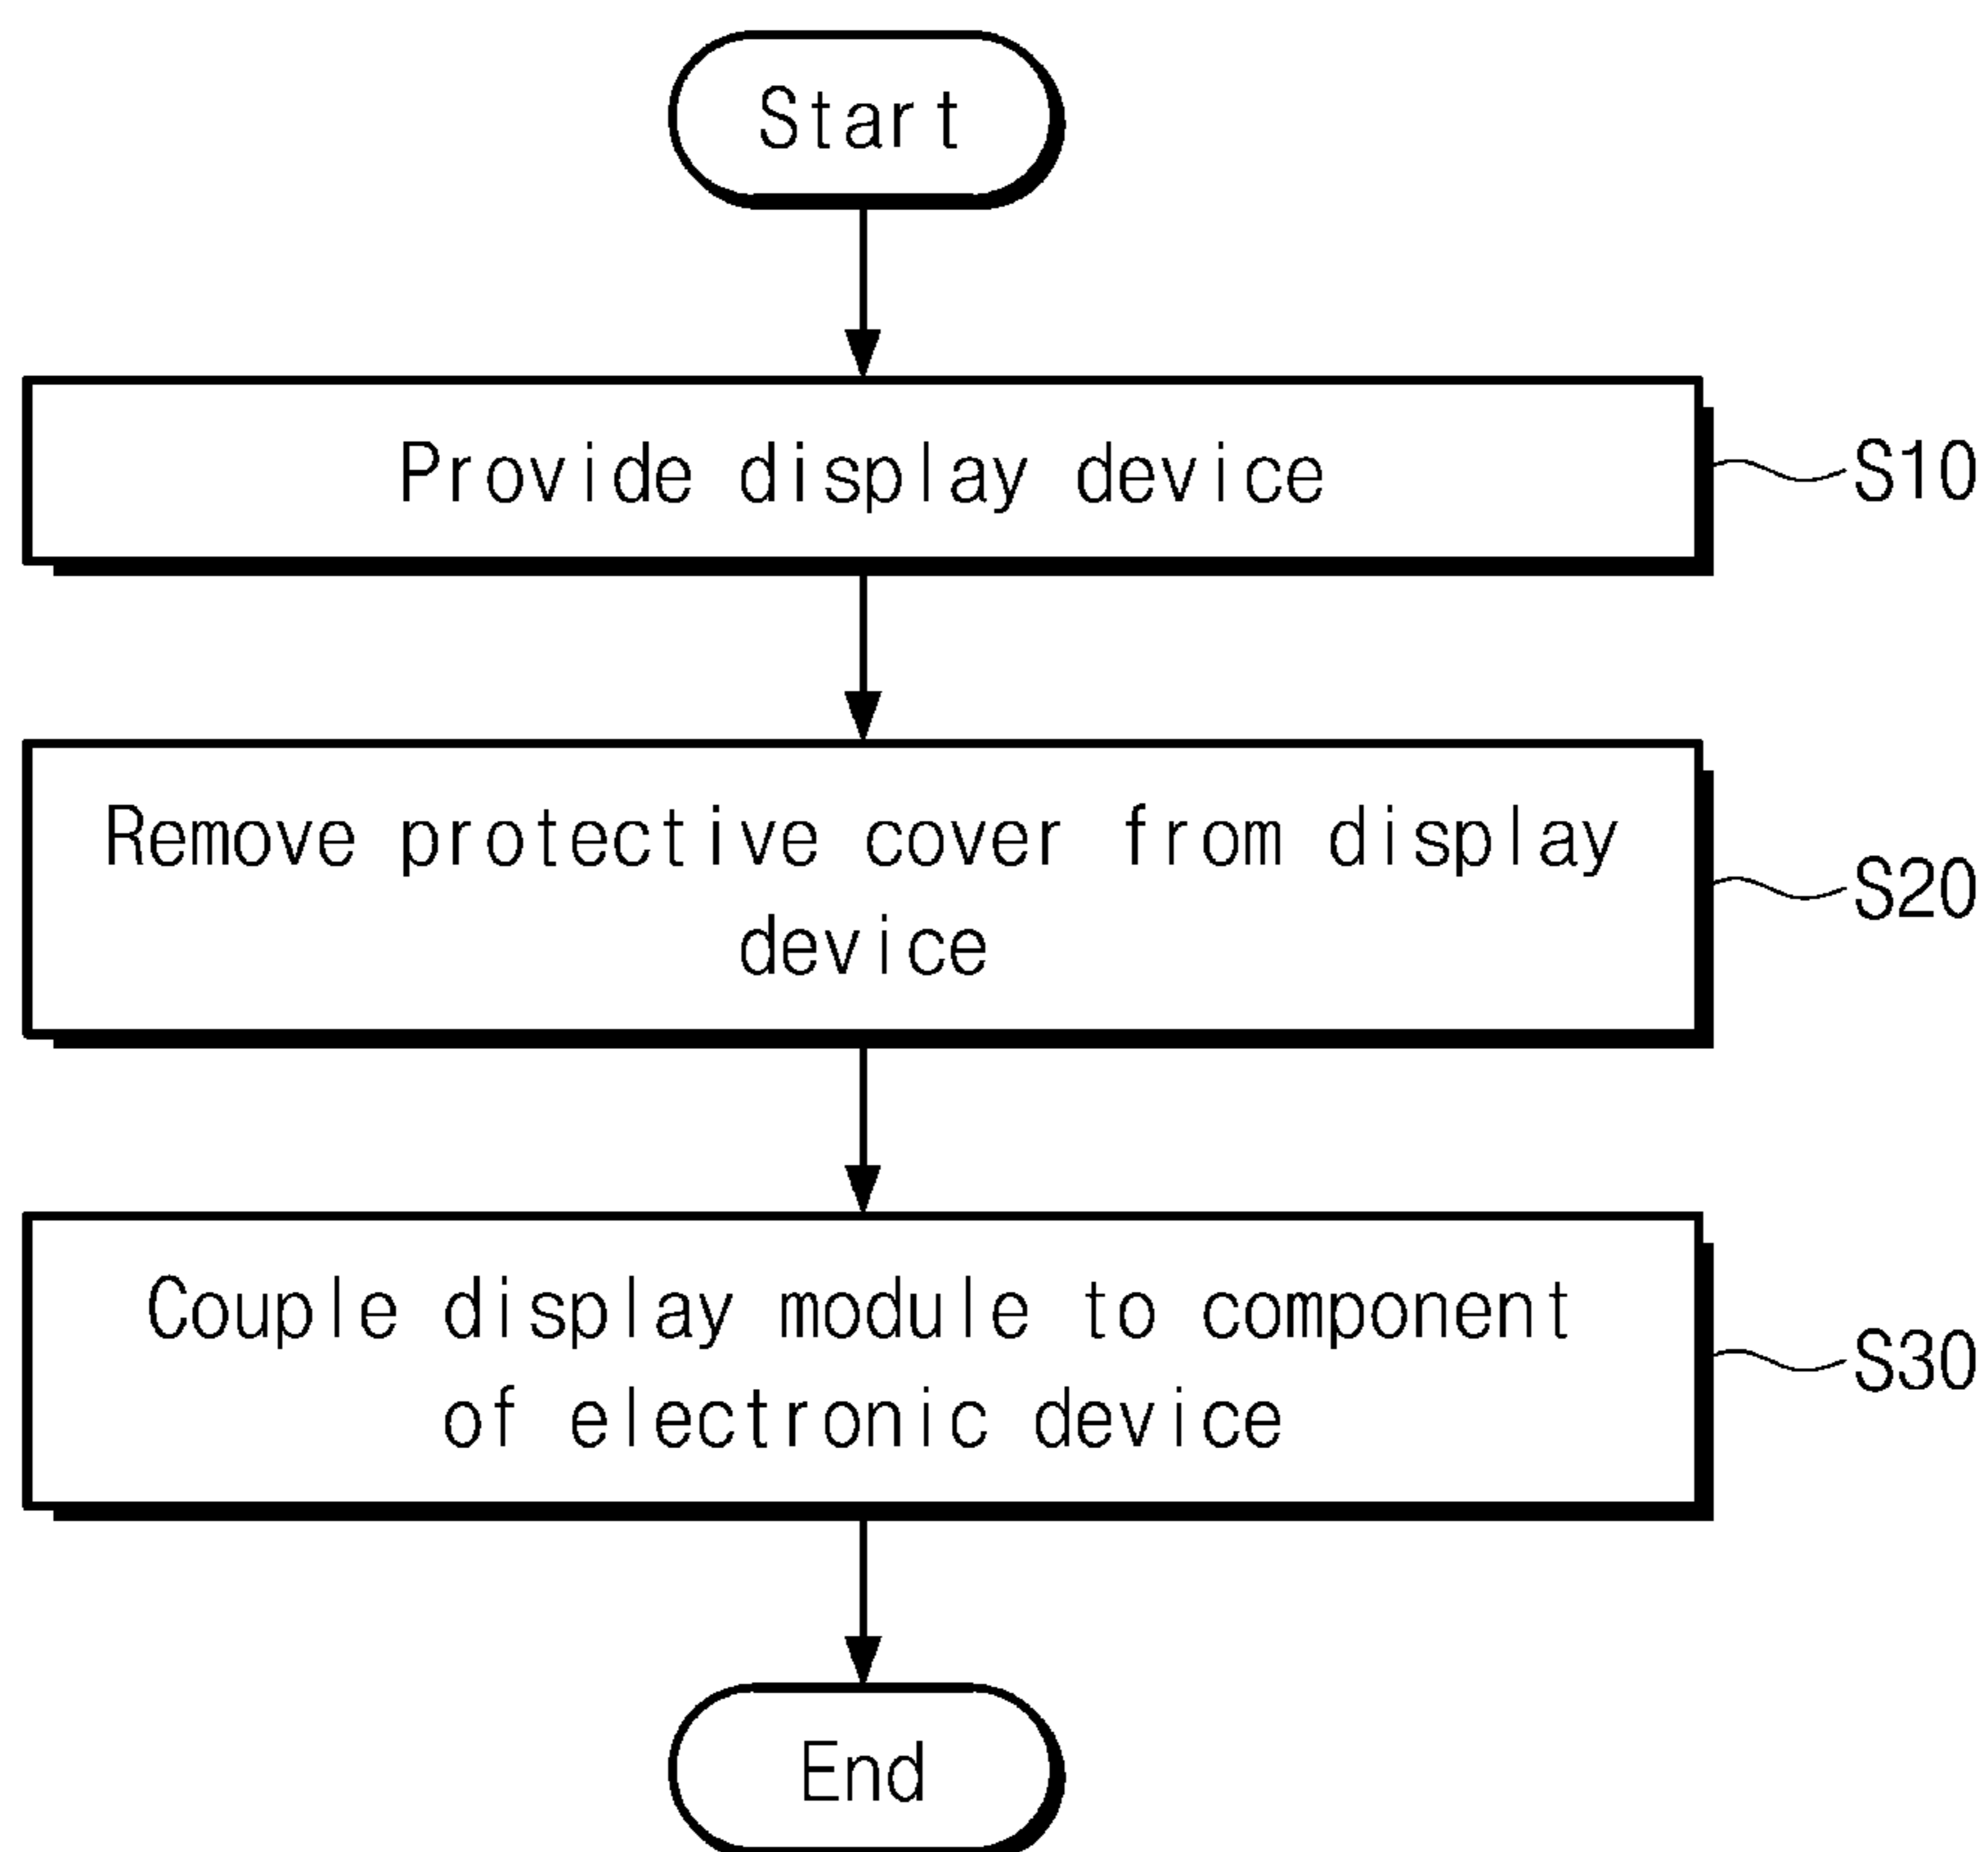 Start
Provide display device
S10
Remove protective cover from display
device
S20
Couple display module to component
of electronic device
S30
End